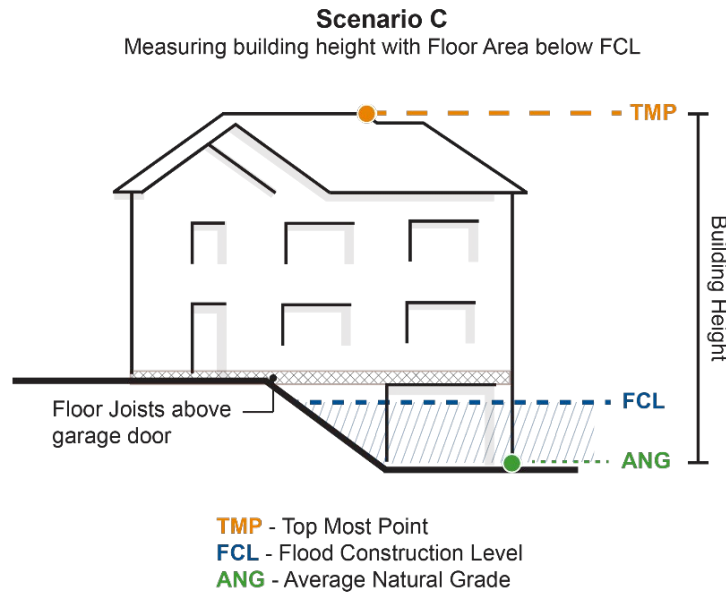 Scenario C
Measuring building height with Floor Area below FCL
TMP
Building Height
Floor Joists above
garage door
FCL
ANG
TMP - Top Most Point
FCL - Flood Construction Level
ANG - Average Natural Grade